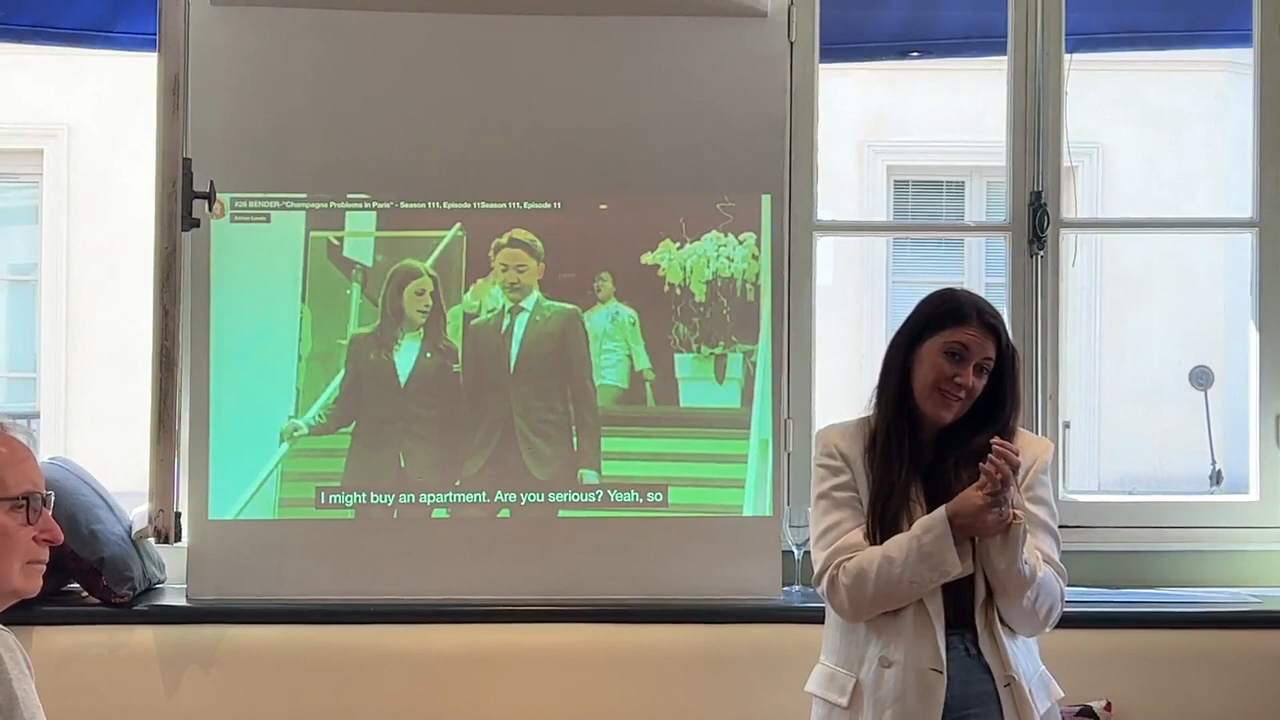 #26 BENDER-"Champagne Problems in Paris" - Season 111, Episode 11Season 111, Episode 11
I might buy an apartment. Are you serious? Yeah, so